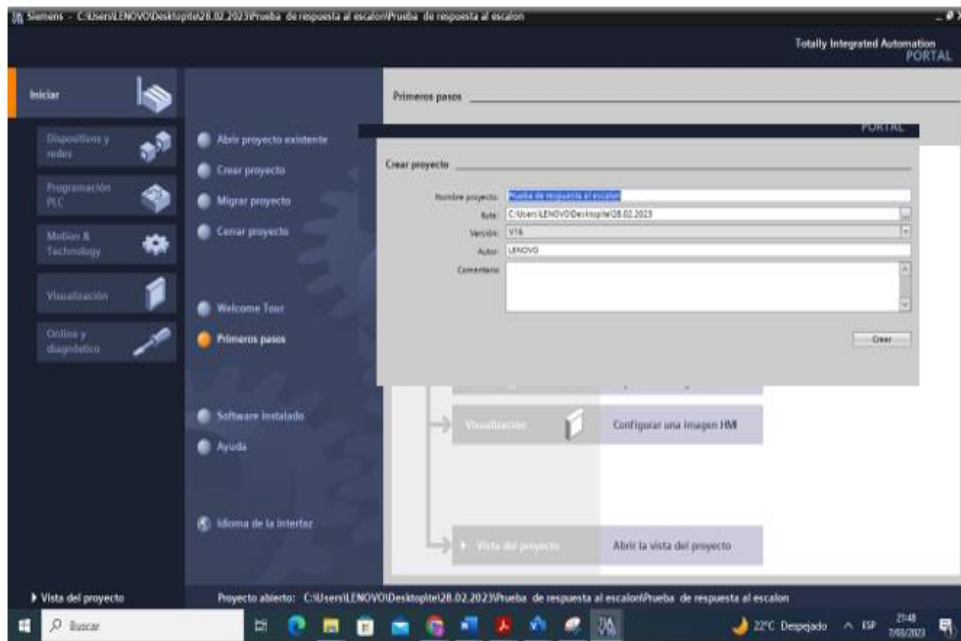 Siemens - C:\Users\LENOVO\Desktop\te\28.02.2023\Prueba de respuesta al escalon\Prueba de respuesta al escalon
Totally Integrated Automation
PORTAL
Iniciar
Dispositivos y
redes
Programación
PLC
Motion &
Technology
Visualización
Online y
diagnóstico
Abrir proyecto existente
Crear proyecto
Migrar proyecto
Cerrar proyecto
Welcome Tour
Primeros pasos
Software instalado
Ayuda
Idioma de la interfaz
Primeros pasos
PORTAL
Crear proyecto
Nombre proyecto: Prueba de respuesta al escalon
Ruta: C:\Users\LENOVO\Desktop\te\28.02.2023
Versión: V16
Autor: LENOVO
Comentario
Crear
Visualización
Configurar una imagen HMI
Vista del proyecto
Abrir la vista del proyecto
Vista del proyecto
Proyecto abierto: C:\Users\LENOVO\Desktop\te\28.02.2023\Prueba de respuesta al escalon\Prueba de respuesta al escalon
Buscar
22°C Despejado
ESP
21:48
7/03/2023